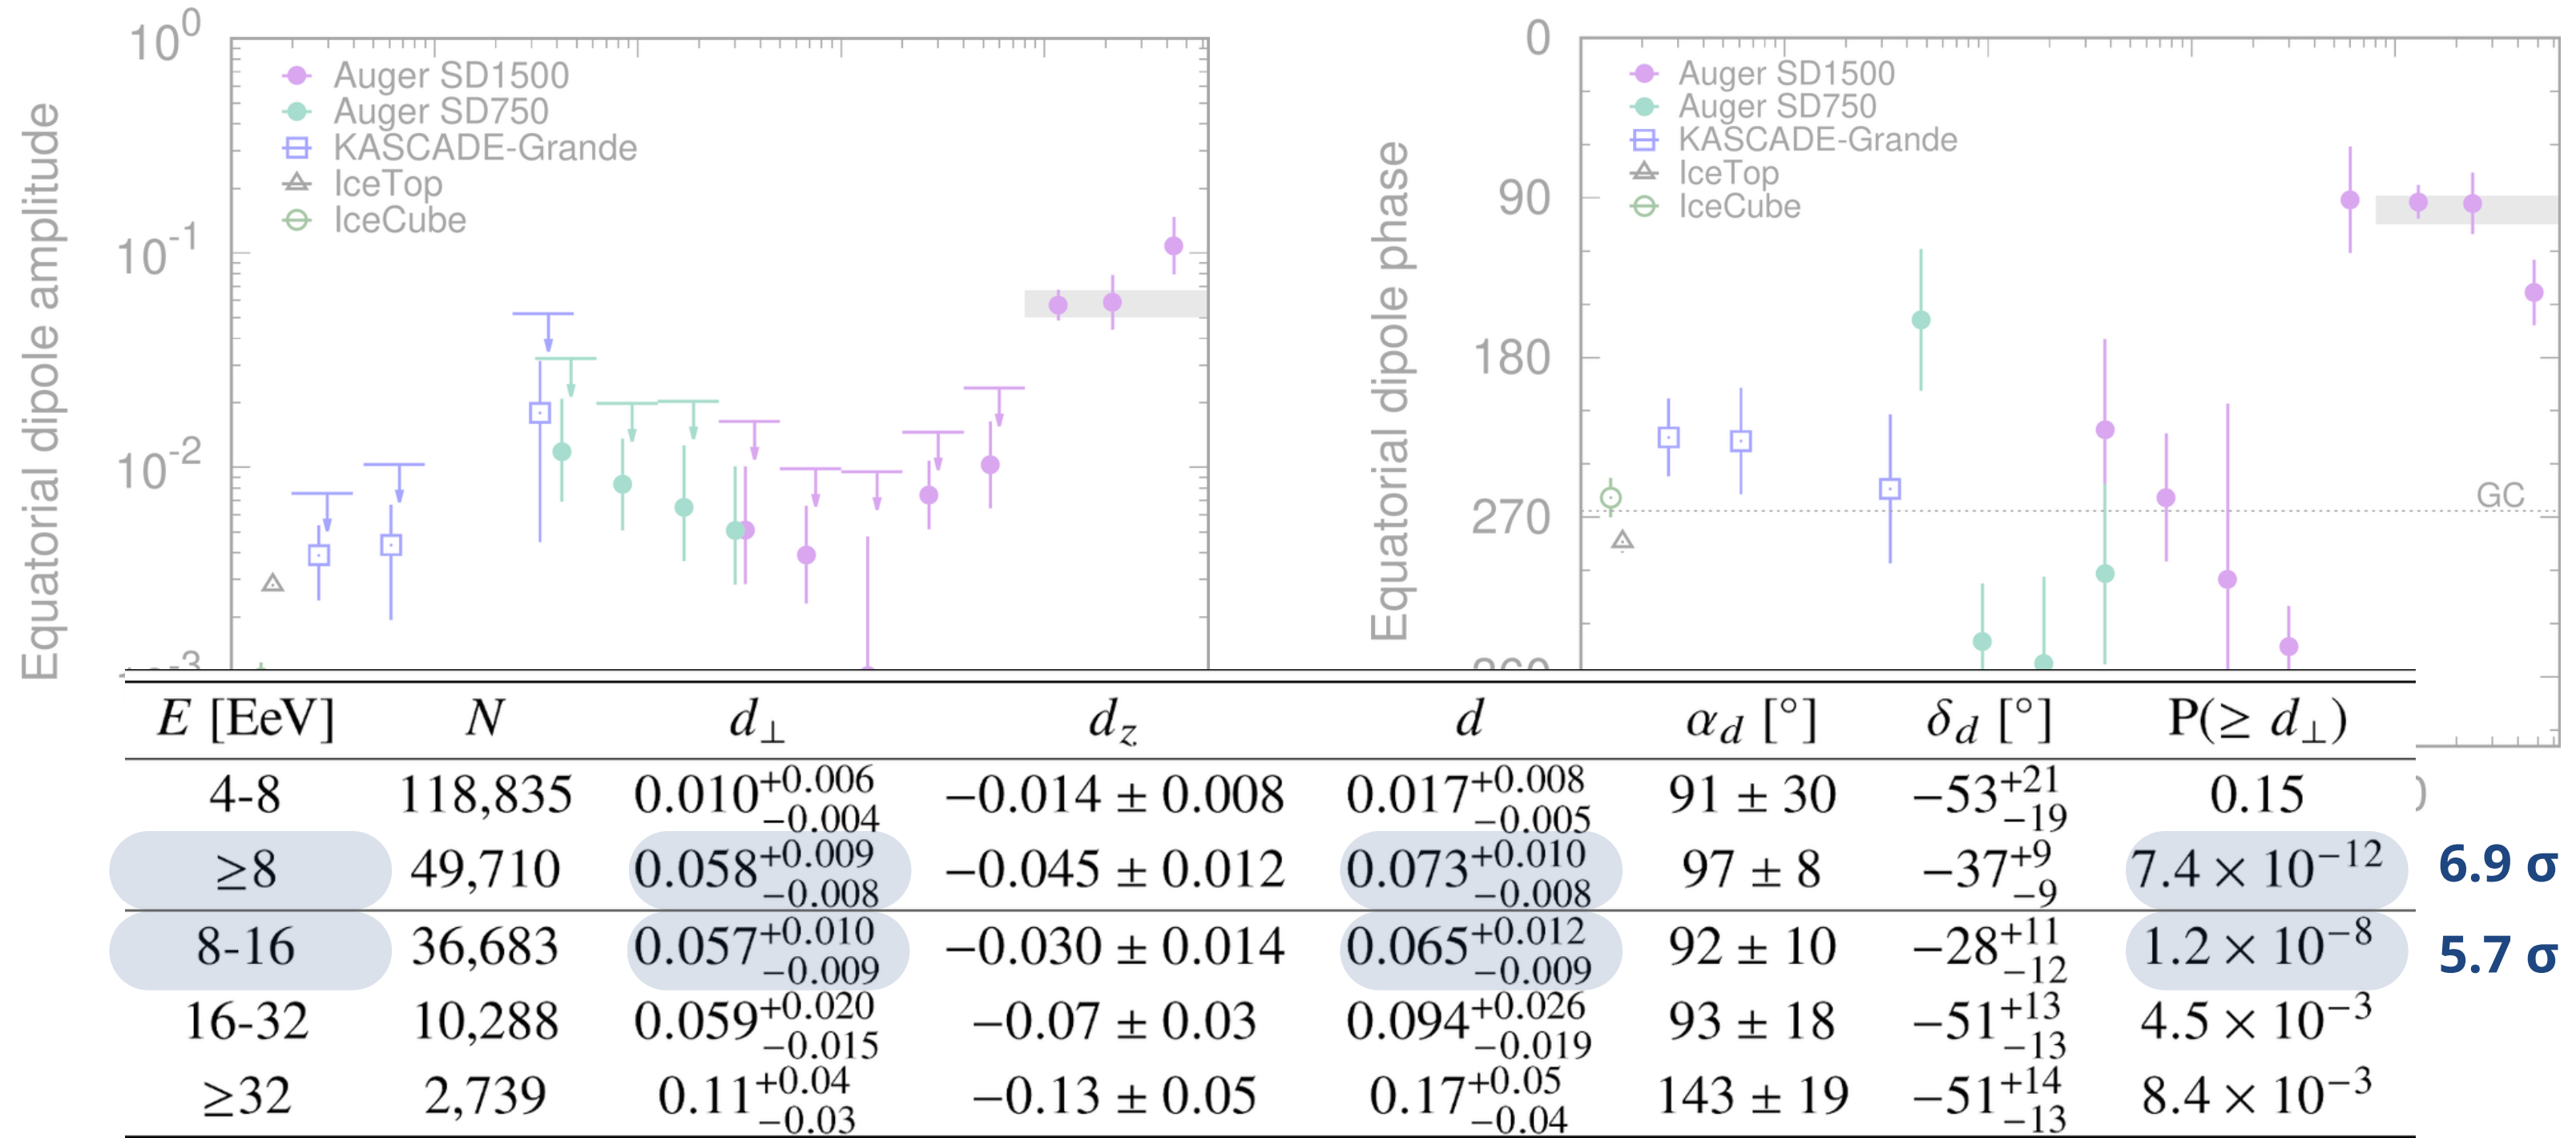 Equatorial dipole amplitude
10^0
10^-1
10^-2
-3
Auger SD1500
Auger SD750
KASCADE-Grande
IceTop
IceCube
Equatorial dipole phase
0
90
180
270
Auger SD1500
Auger SD750
KASCADE-Grande
IceTop
IceCube
GC
E [EeV] N d⊥ d_z d α_d [°] δ_d [°] P(≥ d⊥)
4-8 118,835 0.010^{+0.006}_{−0.004} −0.014 ± 0.008 0.017^{+0.008}_{−0.005} 91 ± 30 −53^{+21}_{−19} 0.15
≥8 49,710 0.058^{+0.009}_{−0.008} −0.045 ± 0.012 0.073^{+0.010}_{−0.008} 97 ± 8 −37^{+9}_{−9} 7.4 × 10^{−12} 6.9 σ
8-16 36,683 0.057^{+0.010}_{−0.009} −0.030 ± 0.014 0.065^{+0.012}_{−0.009} 92 ± 10 −28^{+11}_{−12} 1.2 × 10^{−8} 5.7 σ
16-32 10,288 0.059^{+0.020}_{−0.015} −0.07 ± 0.03 0.094^{+0.026}_{−0.019} 93 ± 18 −51^{+13}_{−13} 4.5 × 10^{−3}
≥32 2,739 0.11^{+0.04}_{−0.03} −0.13 ± 0.05 0.17^{+0.05}_{−0.04} 143 ± 19 −51^{+14}_{−13} 8.4 × 10^{−3}